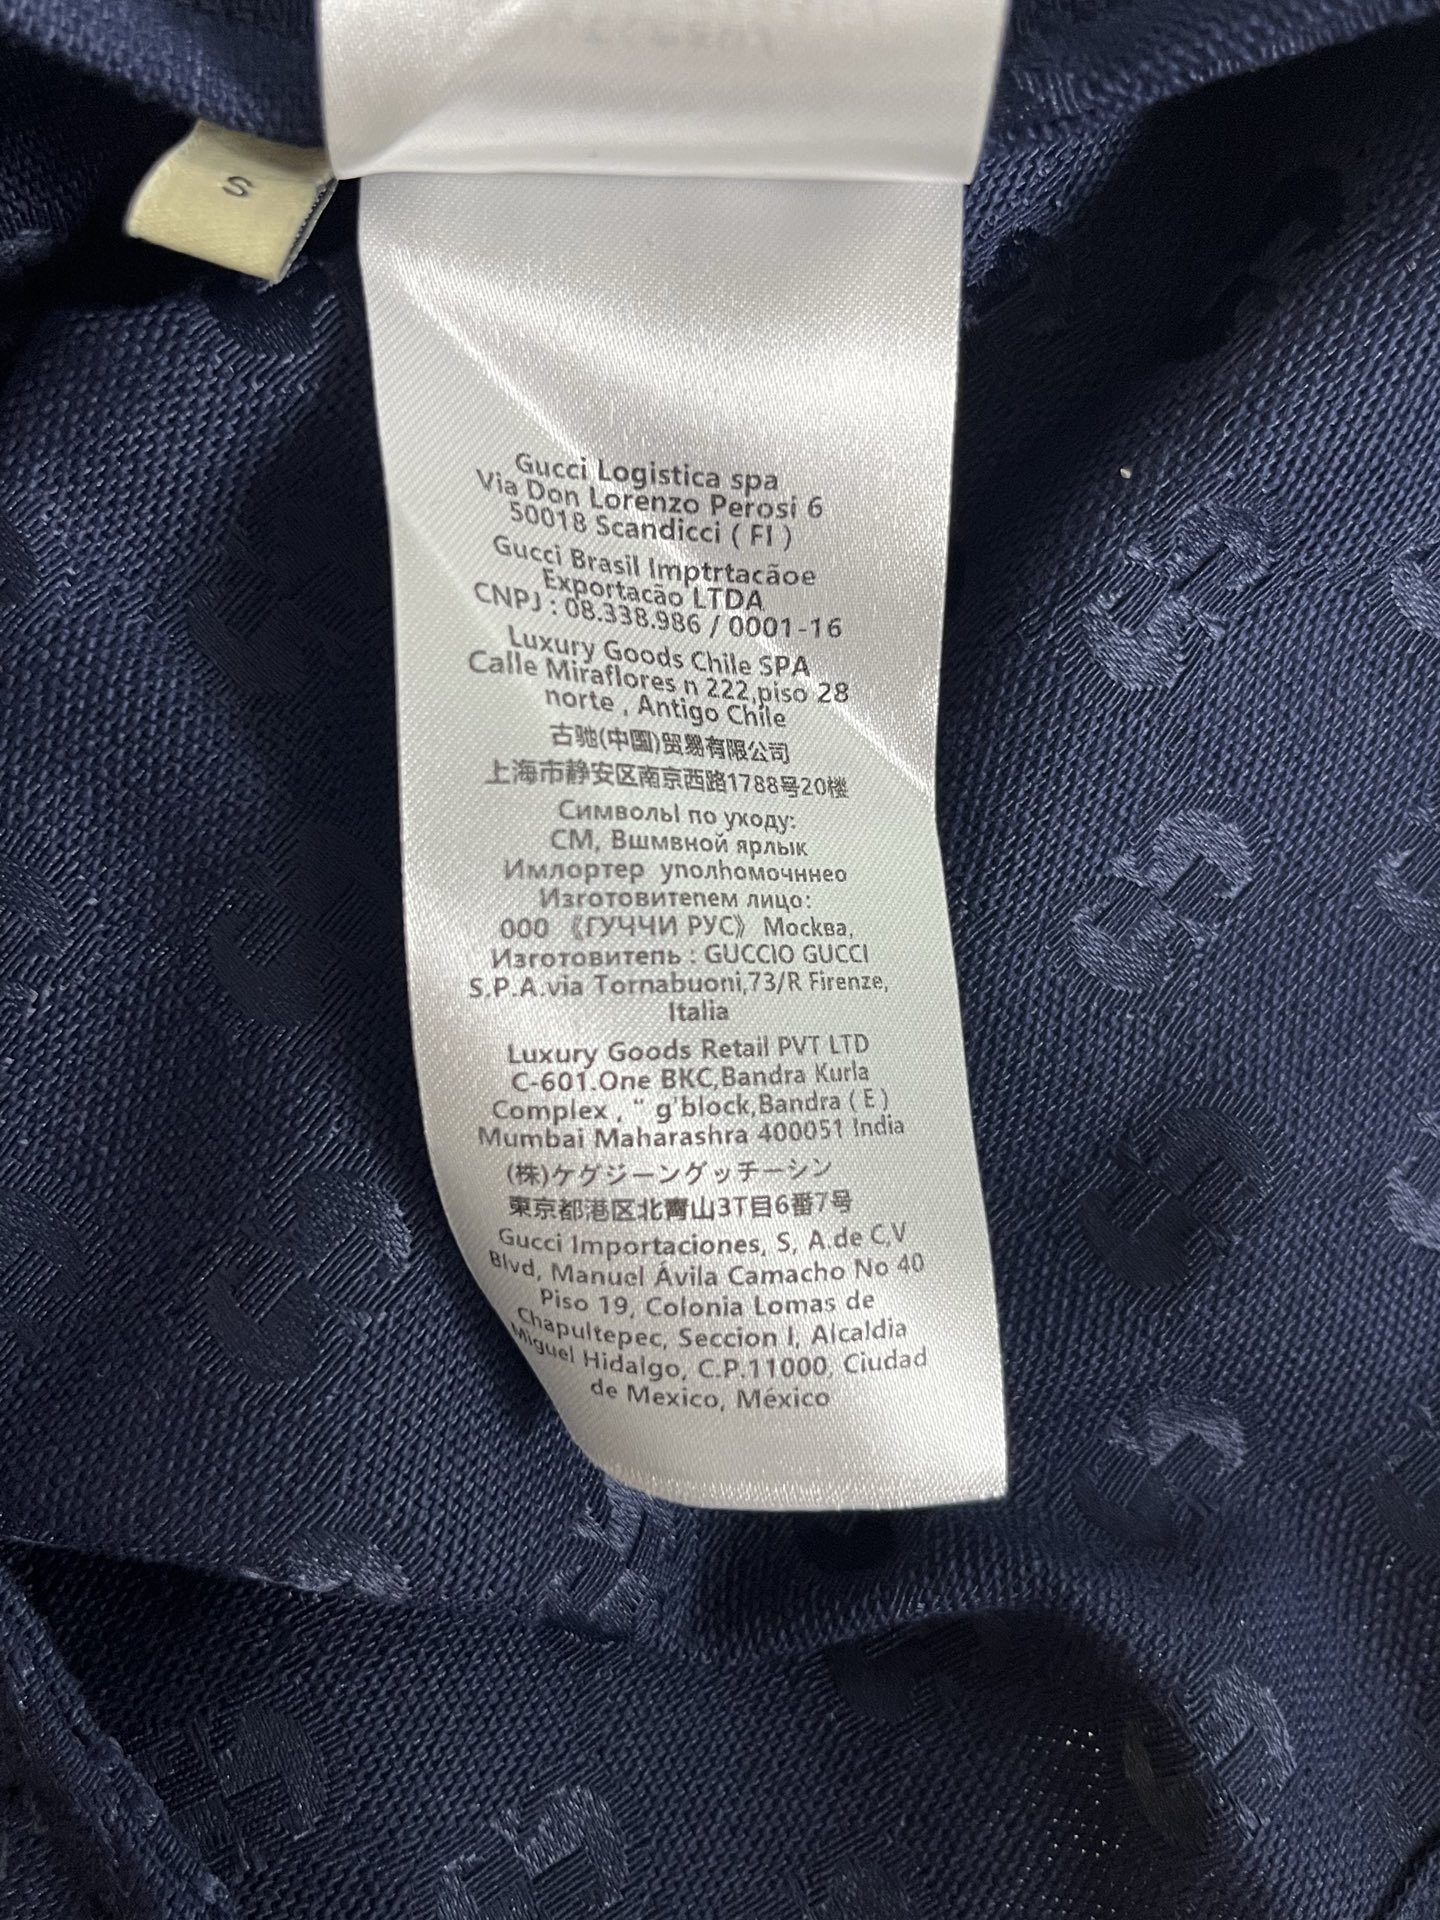 S
Gucci Logistica spa
Via Don Lorenzo Perosi 6
50018 Scandicci ( FI )
Gucci Brasil Imptrtacãoe
Exportacão LTDA
CNPJ : 08.338.986 / 0001-16
Luxury Goods Chile SPA
Calle Miraflores n 222,piso 28
norte , Antigo Chile
古驰(中国)贸易有限公司
上海市静安区南京西路1788号20楼
Символы по уходу:
СМ, Вшмвной ярлык
Имлортер уполhомочннео
Изготовитепем лицо:
ООО 《ГУЧЧИ РУС》 Москва,
Изготовитепь : GUCCIO GUCCI
S.P.A.via Tornabuoni,73/R Firenze,
Italia
Luxury Goods Retail PVT LTD
C-601.One BKC,Bandra Kurla
Complex , “ g'block,Bandra ( E )
Mumbai Maharashra 400051 India
(株)ケグジーングッチーシン
東京都港区北青山3T目6番7号
Gucci Importaciones, S, A.de C,V
Blvd, Manuel Ávila Camacho No 40
Piso 19, Colonia Lomas de
Chapultepec, Seccion I, Alcaldia
Miguel Hidalgo, C.P.11000, Ciudad
de Mexico, México